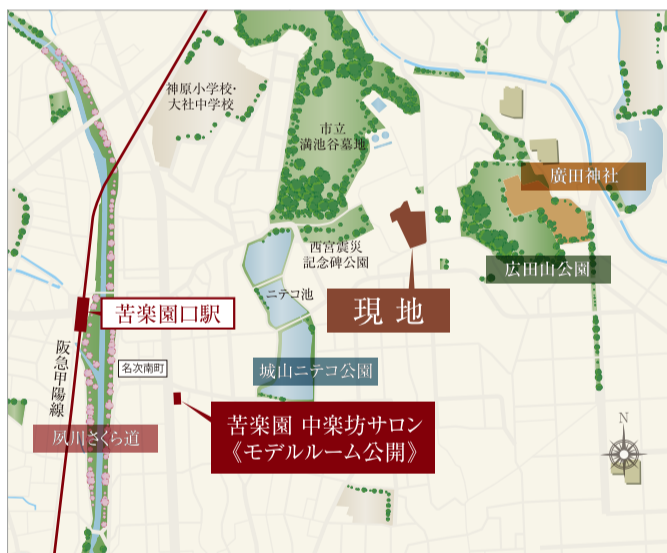 神原小学校・
大社中学校
市立
満池谷墓地
廣田神社
西宮震災
記念碑公園
広田山公園
ニテコ池
現地
苦楽園口駅
阪急甲陽線
名次南町
城山ニテコ公園
苦楽園 中楽坊サロン
《モデルルーム公開》
夙川さくら道
N